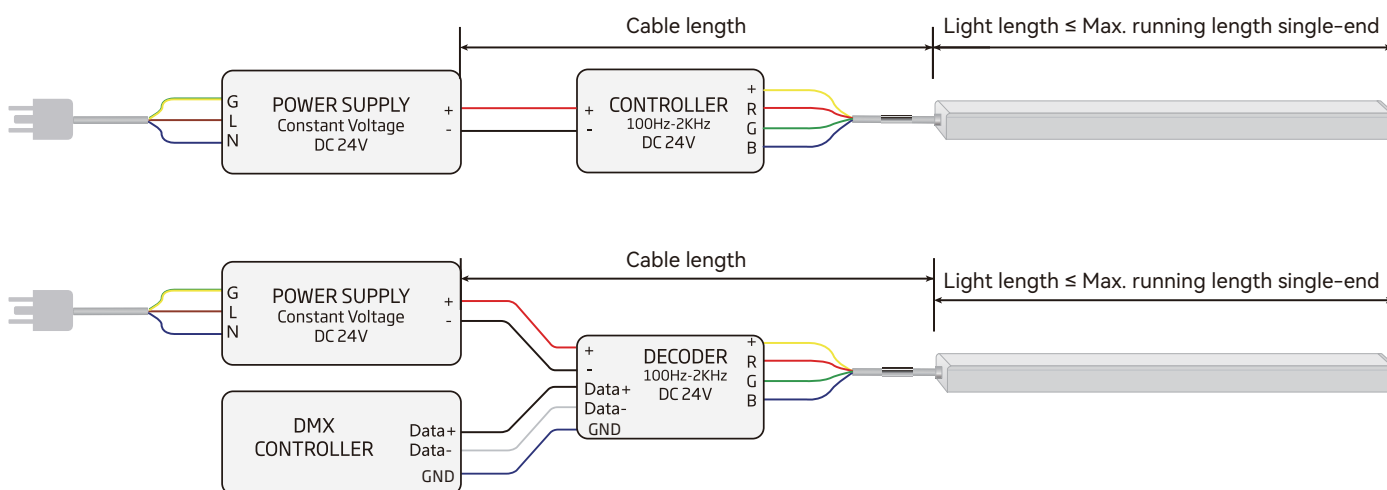 Cable length
Light length ≤ Max. running length single-end
G
L
N
POWER SUPPLY
Constant Voltage
DC 24V
+
-
+
-
CONTROLLER
100Hz-2KHz
DC 24V
+
R
G
B
Cable length
Light length ≤ Max. running length single-end
G
L
N
POWER SUPPLY
Constant Voltage
DC 24V
+
-
+
-
Data+
Data-
GND
DECODER
100Hz-2KHz
DC 24V
+
R
G
B
DMX
CONTROLLER
Data+
Data-
GND